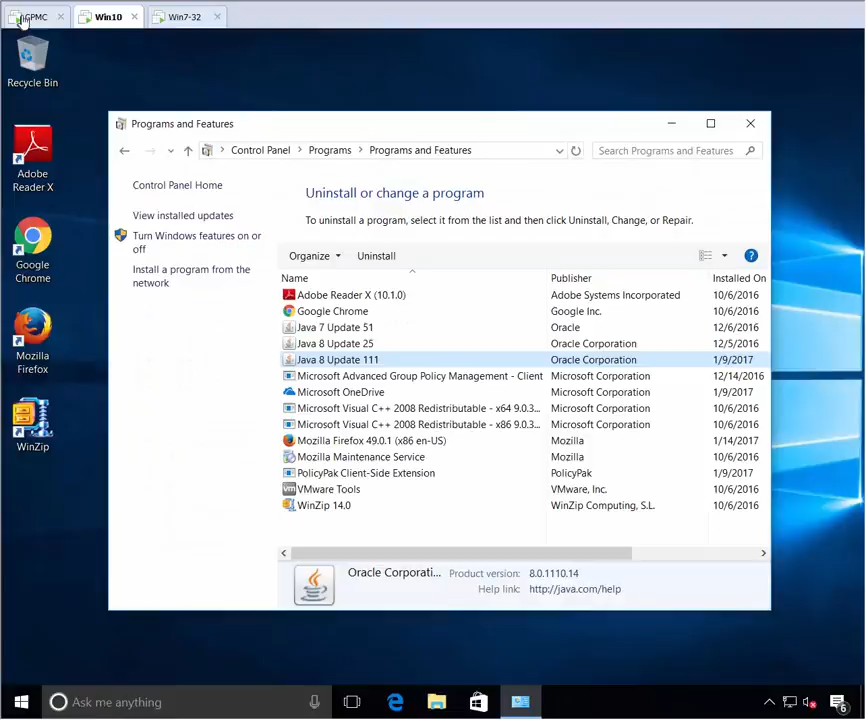 GPMC
Win10
Win7-32
Recycle Bin
Adobe
Reader X
Google
Chrome
Mozilla
Firefox
WinZip
Programs and Features
Control Panel > Programs > Programs and Features
Search Programs and Features
Control Panel Home
View installed updates
Turn Windows features on or
off
Install a program from the
network
Uninstall or change a program
To uninstall a program, select it from the list and then click Uninstall, Change, or Repair.
Organize Uninstall
Name Publisher Installed On
Adobe Reader X (10.1.0) Adobe Systems Incorporated 10/6/2016
Google Chrome Google Inc. 10/6/2016
Java 7 Update 51 Oracle 12/6/2016
Java 8 Update 25 Oracle Corporation 12/5/2016
Java 8 Update 111 Oracle Corporation 1/9/2017
Microsoft Advanced Group Policy Management - Client Microsoft Corporation 12/14/2016
Microsoft OneDrive Microsoft Corporation 1/9/2017
Microsoft Visual C++ 2008 Redistributable - x64 9.0.3... Microsoft Corporation 10/6/2016
Microsoft Visual C++ 2008 Redistributable - x86 9.0.3... Microsoft Corporation 10/6/2016
Mozilla Firefox 49.0.1 (x86 en-US) Mozilla 1/14/2017
Mozilla Maintenance Service Mozilla 10/6/2016
PolicyPak Client-Side Extension PolicyPak 1/9/2017
VMware Tools VMware, Inc. 10/6/2016
WinZip 14.0 WinZip Computing, S.L. 10/6/2016
Oracle Corporati... Product version: 8.0.1110.14
Help link: http://java.com/help
Ask me anything
6